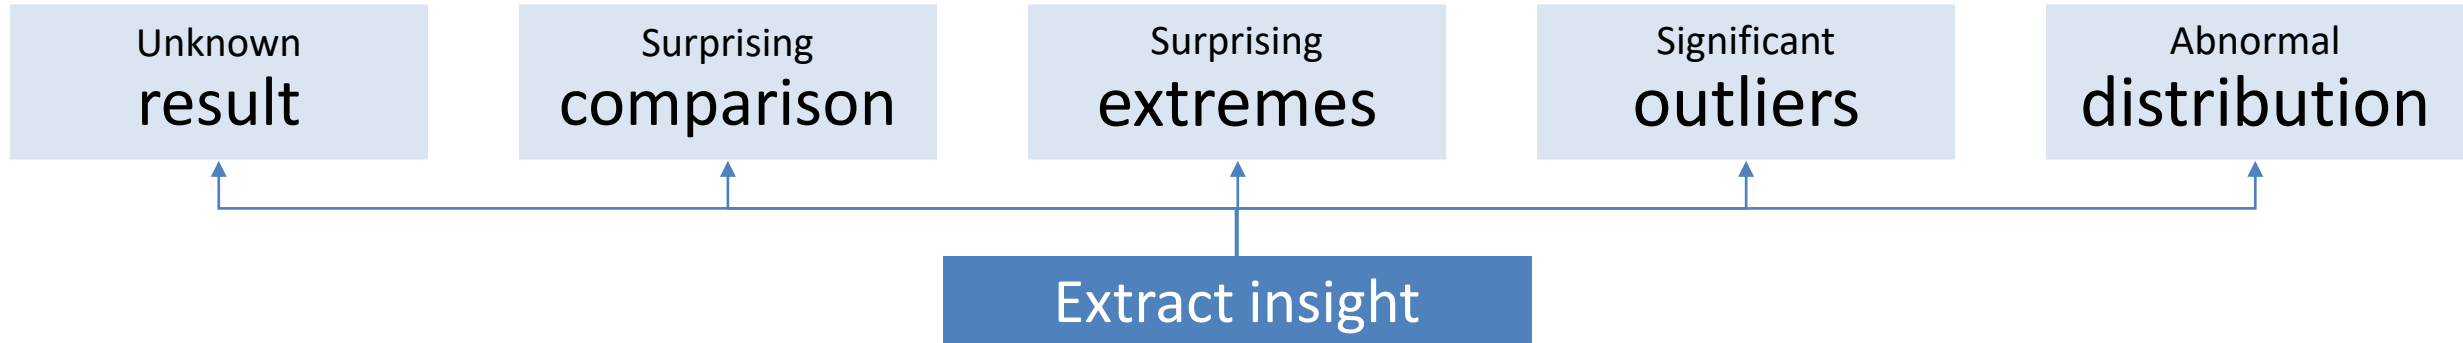 Unknown
result
Surprising
comparison
Surprising
extremes
Significant
outliers
Abnormal
distribution
Extract insight